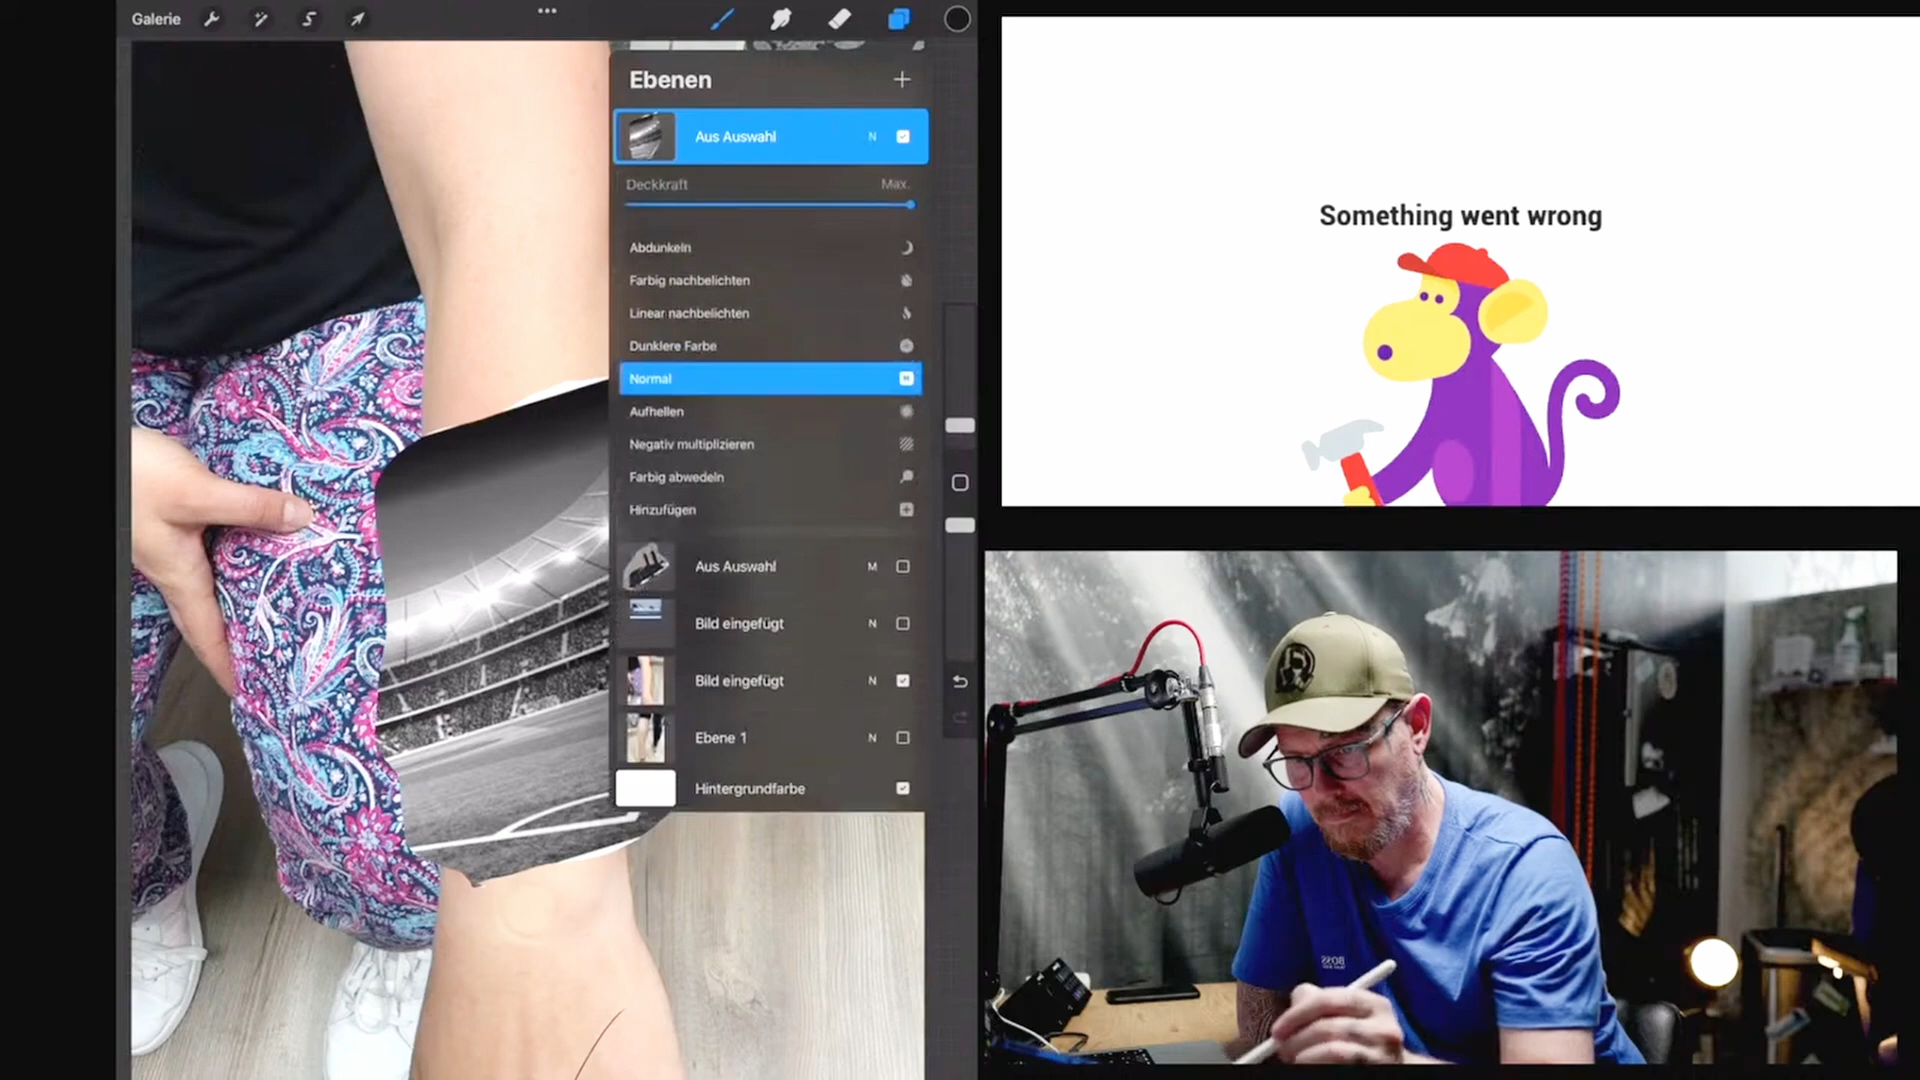 Galerie
Ebenen
Aus Auswahl N
Deckkraft Max.
Abdunkeln
Farbig nachbelichten
Linear nachbelichten
Dunklere Farbe
Normal N
Aufhellen
Negativ multiplizieren
Farbig abwedeln
Hinzufügen
Aus Auswahl M
Bild eingefügt N
Bild eingefügt N
Ebene 1 N
Hintergrundfarbe
Something went wrong
BOSS